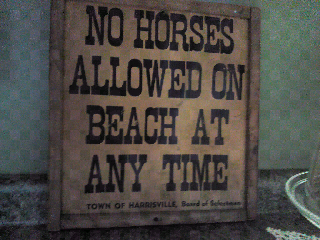 NO HORSES
ALLOWED ON
BEACH AT
ANY TIME
TOWN OF HARRISVILLE, Board of Selectmen